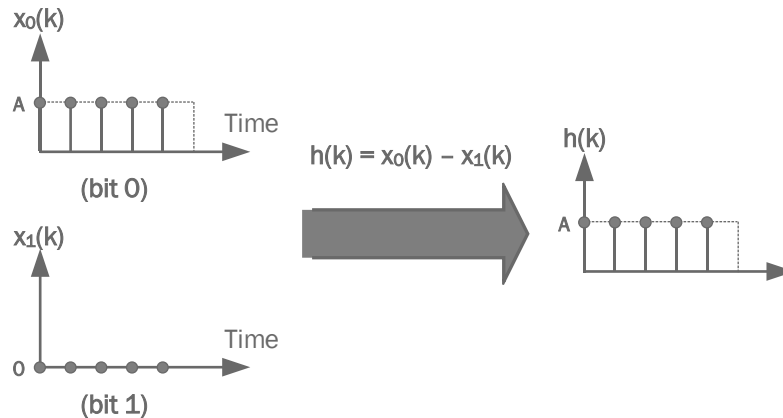 x₀(k)
A
Time
(bit 0)
h(k) = x₀(k) – x₁(k)
h(k)
A
x₁(k)
Time
0
(bit 1)